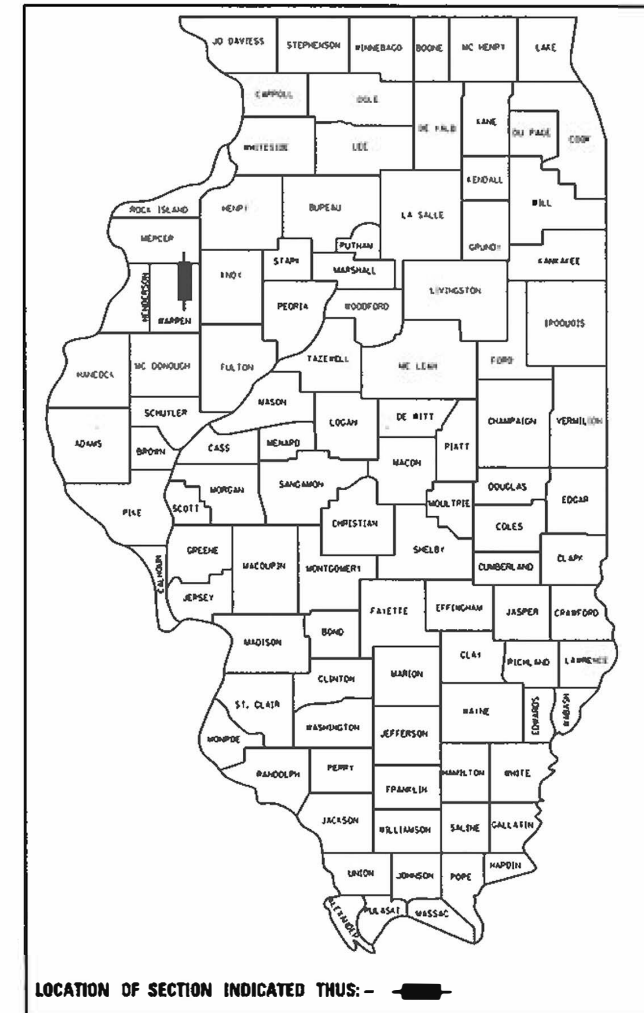 JO DAVIESS STEPHENSON WINNEBAGO BOONE MC HENRY LAKE
CARROLL OGLE DE KALB KANE DU PAGE COOK
WHITESIDE LEE KENDALL WILL
ROCK ISLAND HENRY BUREAU LA SALLE GRUNDY
MERCER PUTNAM KANKAKEE
HENDERSON WARREN KNOX STARK MARSHALL LIVINGSTON
PEORIA WOODFORD IROQUOIS
HANCOCK MC DONOUGH FULTON TAZEWELL MC LEAN FORD
SCHUYLER MASON LOGAN DE WITT CHAMPAIGN VERMILION
ADAMS BROWN CASS MENARD PIATT
MACON
PIKE SCOTT MORGAN SANGAMON MOULTRIE DOUGLAS EDGAR
CHRISTIAN COLES
CALHOUN GREENE MACOUPIN MONTGOMERY SHELBY CUMBERLAND CLARK
JERSEY FAYETTE EFFINGHAM JASPER CRAWFORD
MADISON BOND
CLAY RICHLAND LAWRENCE
CLINTON MARION
ST. CLAIR WAYNE EDWARDS WABASH
MONROE WASHINGTON JEFFERSON
RANDOLPH PERRY HAMILTON WHITE
FRANKLIN
JACKSON WILLIAMSON SALINE GALLATIN
UNION JOHNSON POPE HARDIN
ALEXANDER PULASKI MASSAC
LOCATION OF SECTION INDICATED THUS: -